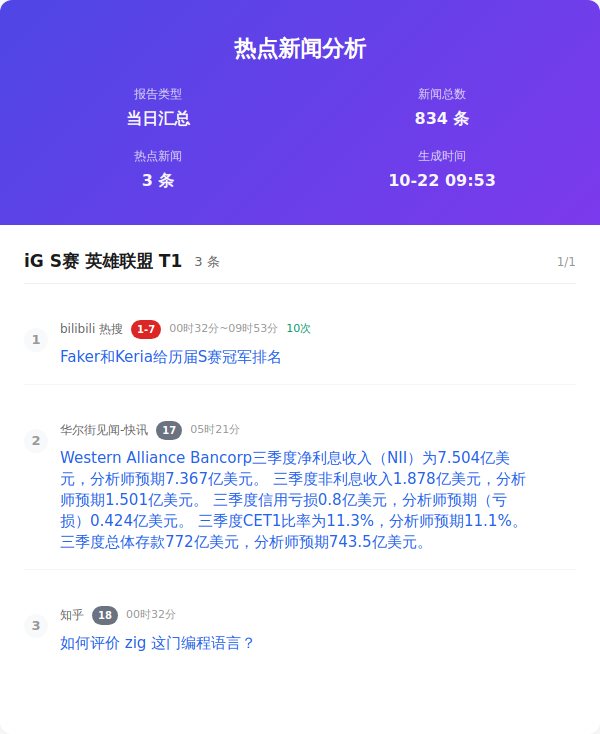 热点新闻分析
报告类型 新闻总数
当日汇总 834 条
热点新闻 生成时间
3 条 10-22 09:53
iG S赛 英雄联盟 T1 3 条 1/1
1 bilibili 热搜 1-7 00时32分~09时53分 10次
Faker和Keria给历届S赛冠军排名
2 华尔街见闻-快讯 17 05时21分
Western Alliance Bancorp三季度净利息收入（NII）为7.504亿美
元，分析师预期7.367亿美元。 三季度非利息收入1.878亿美元，分析
师预期1.501亿美元。 三季度信用亏损0.8亿美元，分析师预期（亏
损）0.424亿美元。 三季度CET1比率为11.3%，分析师预期11.1%。
三季度总体存款772亿美元，分析师预期743.5亿美元。
3 知乎 18 00时32分
如何评价 zig 这门编程语言？